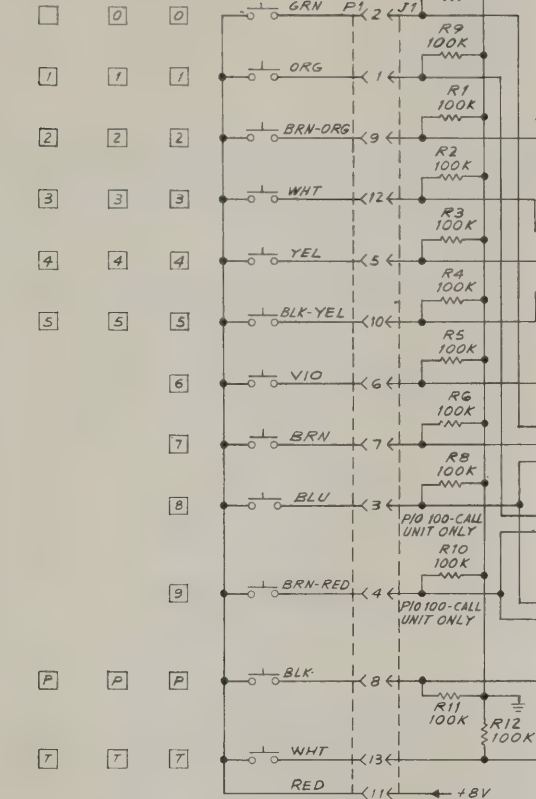 0 0 GRN P1 2 J1
R9
100K
1 1 1 ORG 1
R1
100K
2 2 2 BRN-ORG 9
R2
100K
3 3 3 WHT 12
R3
100K
4 4 4 YEL 5
R4
100K
5 5 5 BLK-YEL 10
R5
100K
6 VIO 6
R6
100K
7 BRN 7
R8
100K
8 BLU 3
P/O 100-CALL
UNIT ONLY
R10
100K
9 BRN-RED 4
P/O 100-CALL
UNIT ONLY
P P P BLK- 8
R11
100K
R12
100K
T T T WHT 13
RED 11 +8V